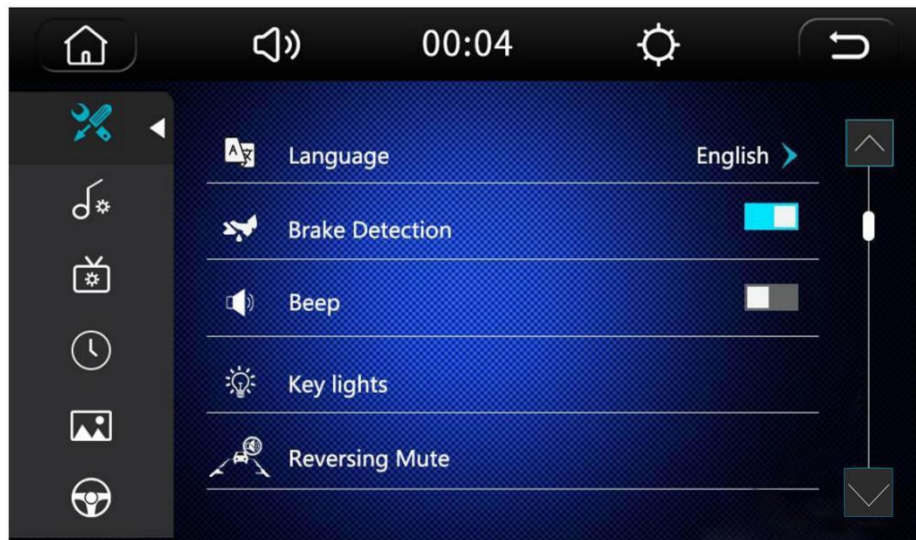 00:04
Language English
Brake Detection
Beep
Key lights
Reversing Mute